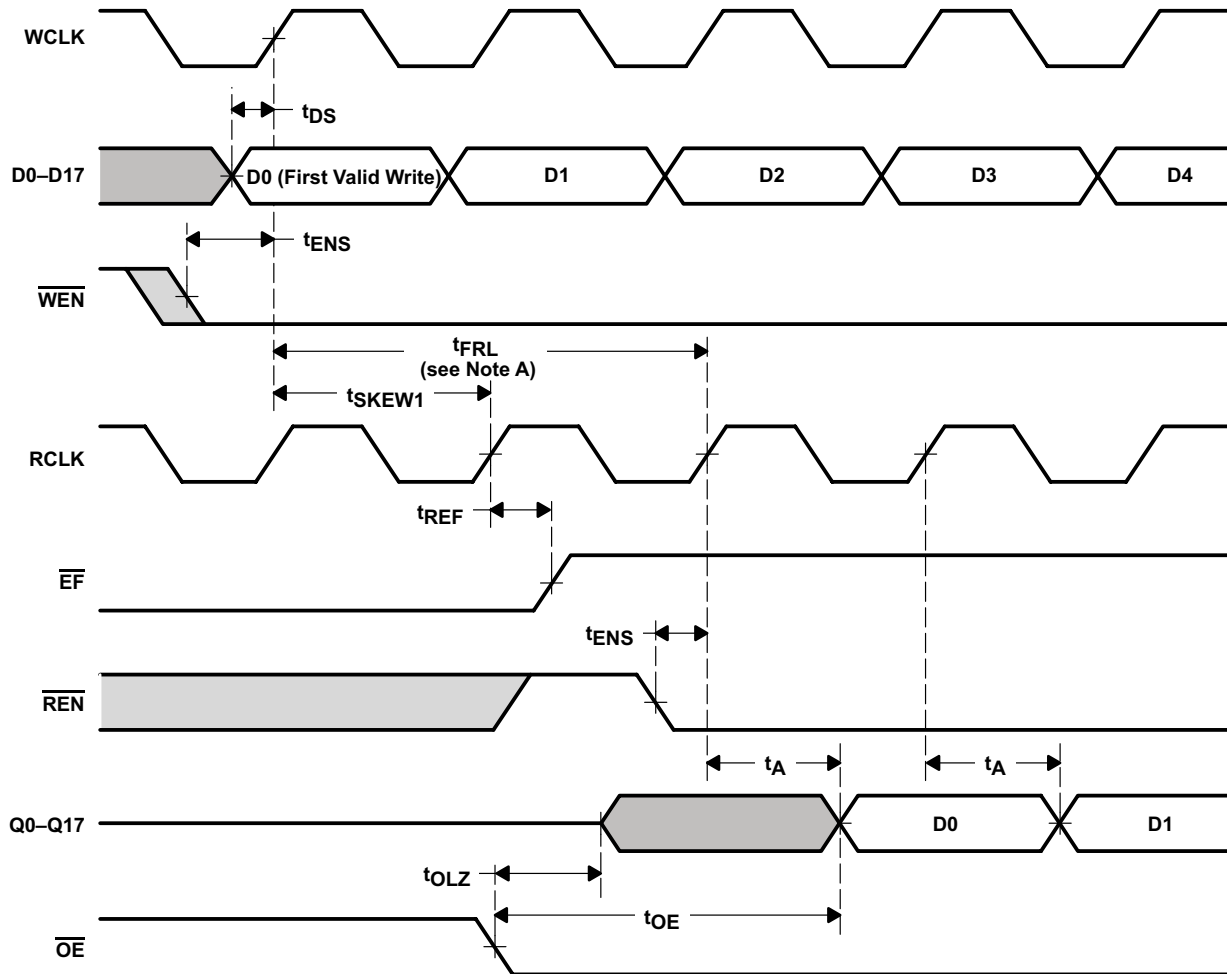 WCLK
tDS
D0–D17
D0 (First Valid Write)
D1
D2
D3
D4
tENS
WEN
tFRL
(see Note A)
tSKEW1
RCLK
tREF
EF
tENS
REN
tA
tA
Q0–Q17
D0
D1
tOLZ
tOE
OE